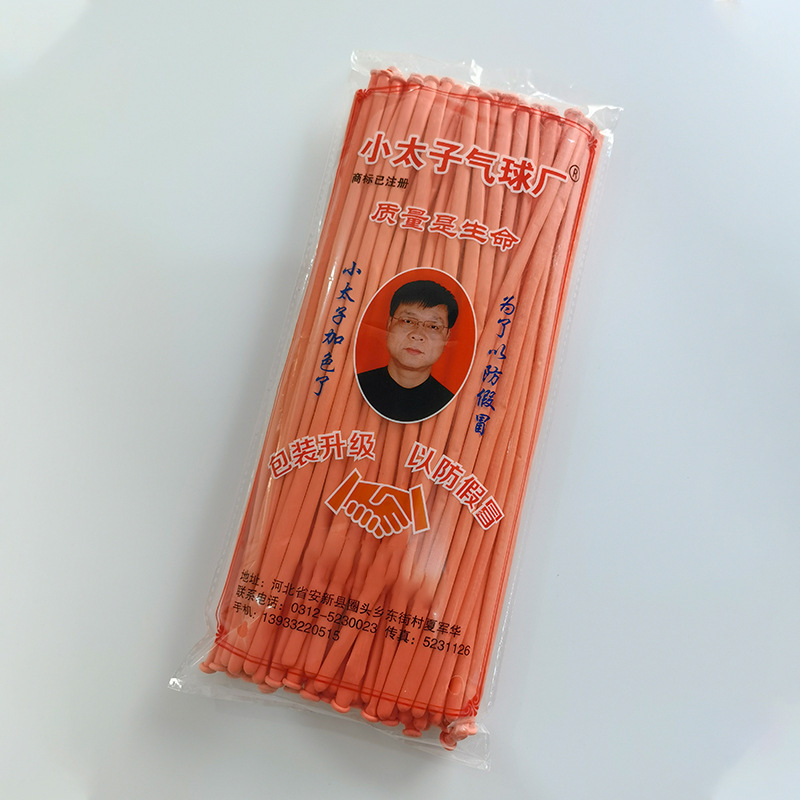 小太子气球厂®
商标已注册
质量是生命
小太子加色了
为了以防假冒
包装升级 以防假冒
地址：河北省安新县圈头乡东街村夏军华
联系电话：0312-5230023 传真：5231126
手机：13933220515